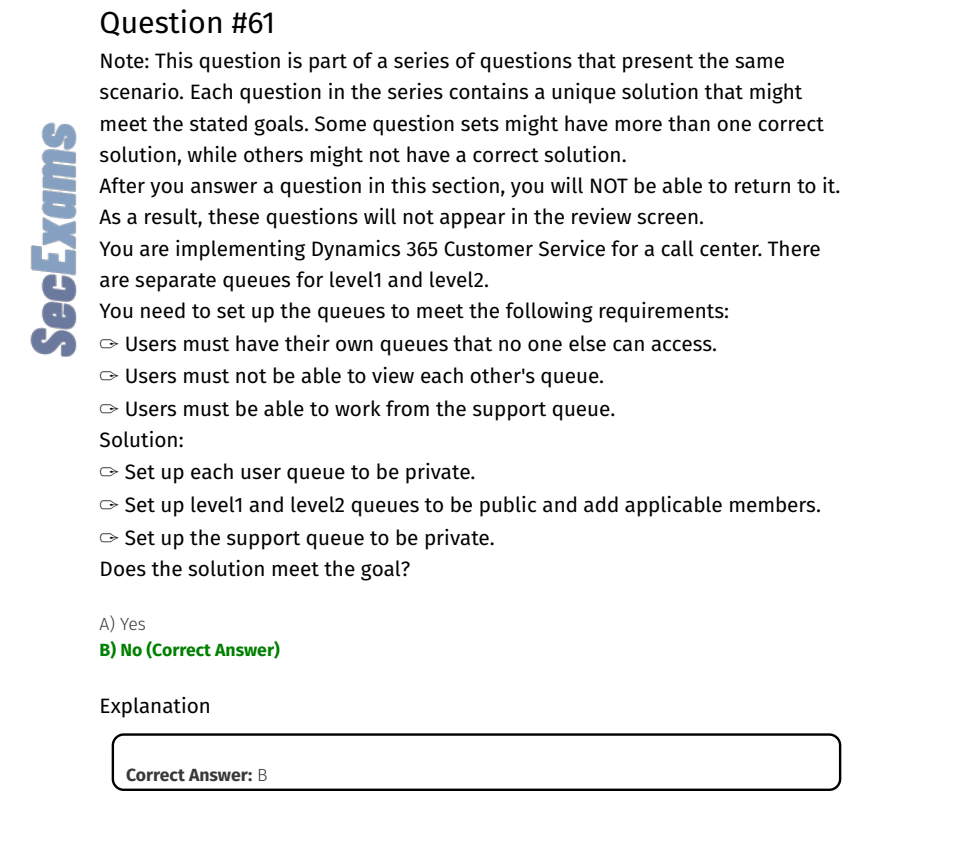 Question #61
Note: This question is part of a series of questions that present the same
scenario. Each question in the series contains a unique solution that might
meet the stated goals. Some question sets might have more than one correct
solution, while others might not have a correct solution.
After you answer a question in this section, you will NOT be able to return to it.
As a result, these questions will not appear in the review screen.
You are implementing Dynamics 365 Customer Service for a call center. There
are separate queues for level1 and level2.
You need to set up the queues to meet the following requirements:
✑ Users must have their own queues that no one else can access.
✑ Users must not be able to view each other's queue.
✑ Users must be able to work from the support queue.
Solution:
✑ Set up each user queue to be private.
✑ Set up level1 and level2 queues to be public and add applicable members.
✑ Set up the support queue to be private.
Does the solution meet the goal?
A) Yes
B) No (Correct Answer)
Explanation
Correct Answer: B
SecExams